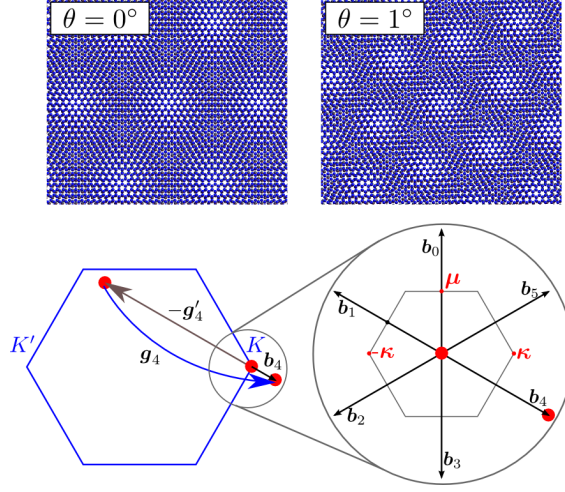 θ = 0°
θ = 1°
b₀
μ
b₅
-g′₄
K′
K
b₁
g₄
b₄
-κ
κ
b₂
b₄
b₃